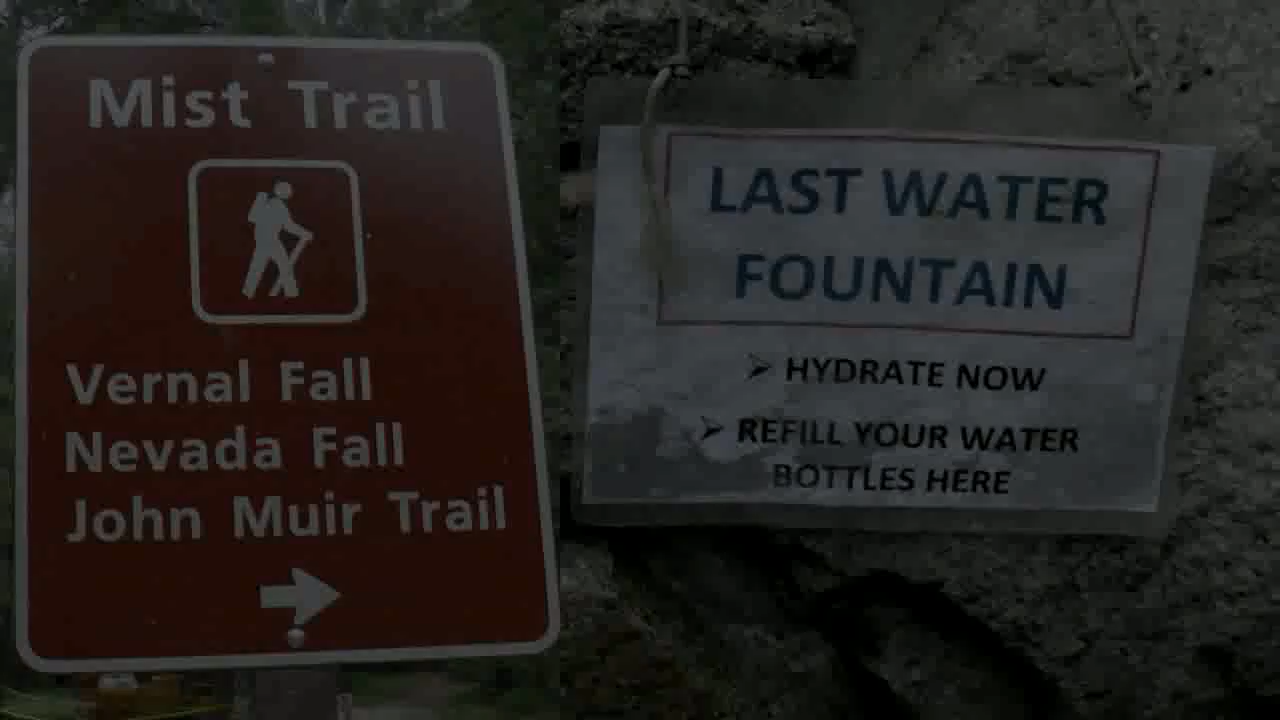 Mist Trail
Vernal Fall
Nevada Fall
John Muir Trail
LAST WATER
FOUNTAIN
➢ HYDRATE NOW
➢ REFILL YOUR WATER
BOTTLES HERE